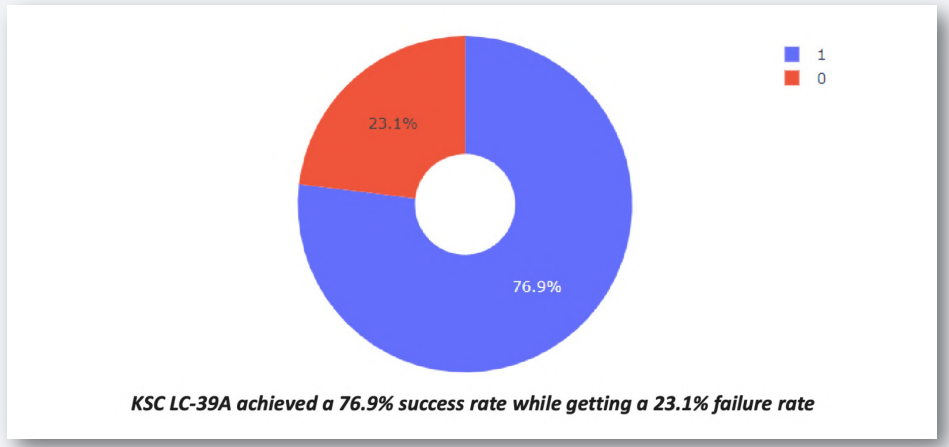 1
0
23.1%
76.9%
KSC LC-39A achieved a 76.9% success rate while getting a 23.1% failure rate